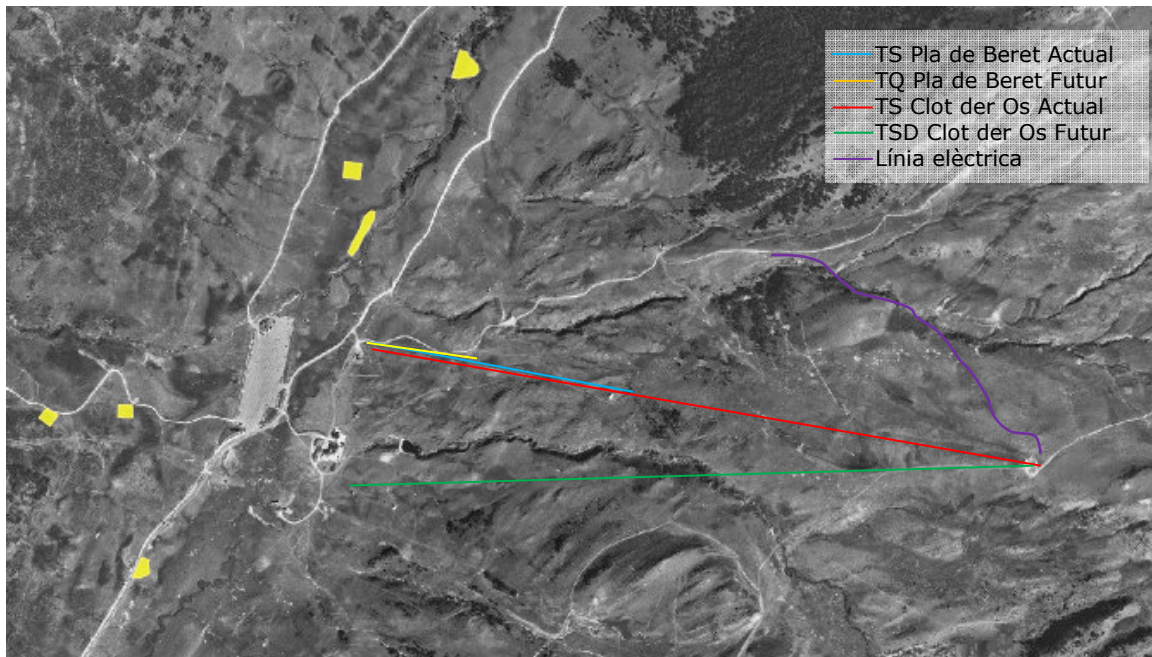 TS Pla de Beret Actual
TQ Pla de Beret Futur
TS Clot der Os Actual
TSD Clot der Os Futur
Línia elèctrica